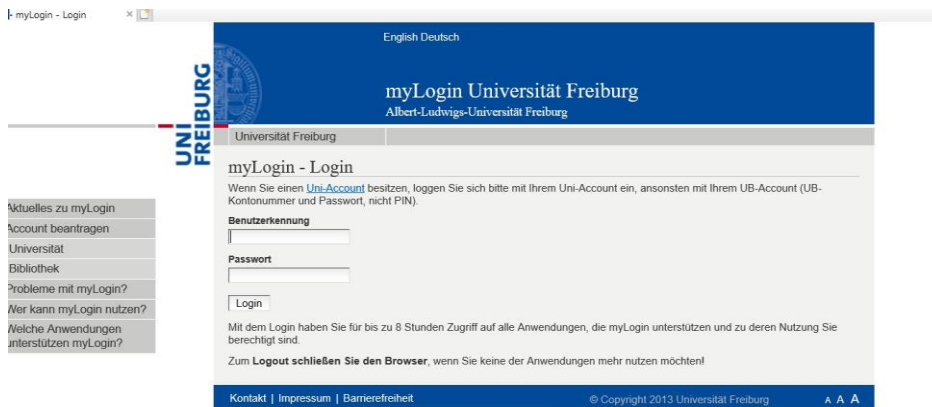 myLogin - Login
English Deutsch
UNI
FREIBURG
myLogin Universität Freiburg
Albert-Ludwigs-Universität Freiburg
Universität Freiburg
myLogin - Login
Wenn Sie einen Uni-Account besitzen, loggen Sie sich bitte mit Ihrem Uni-Account ein, ansonsten mit Ihrem UB-Account (UB-
Kontonummer und Passwort, nicht PIN).
Benutzerkennung
Passwort
Login
Mit dem Login haben Sie für bis zu 8 Stunden Zugriff auf alle Anwendungen, die myLogin unterstützen und zu deren Nutzung Sie
berechtigt sind.
Zum Logout schließen Sie den Browser, wenn Sie keine der Anwendungen mehr nutzen möchten!
Aktuelles zu myLogin
Account beantragen
Universität
Bibliothek
Probleme mit myLogin?
Wer kann myLogin nutzen?
Welche Anwendungen
unterstützen myLogin?
Kontakt | Impressum | Barrierefreiheit
© Copyright 2013 Universität Freiburg
A A A